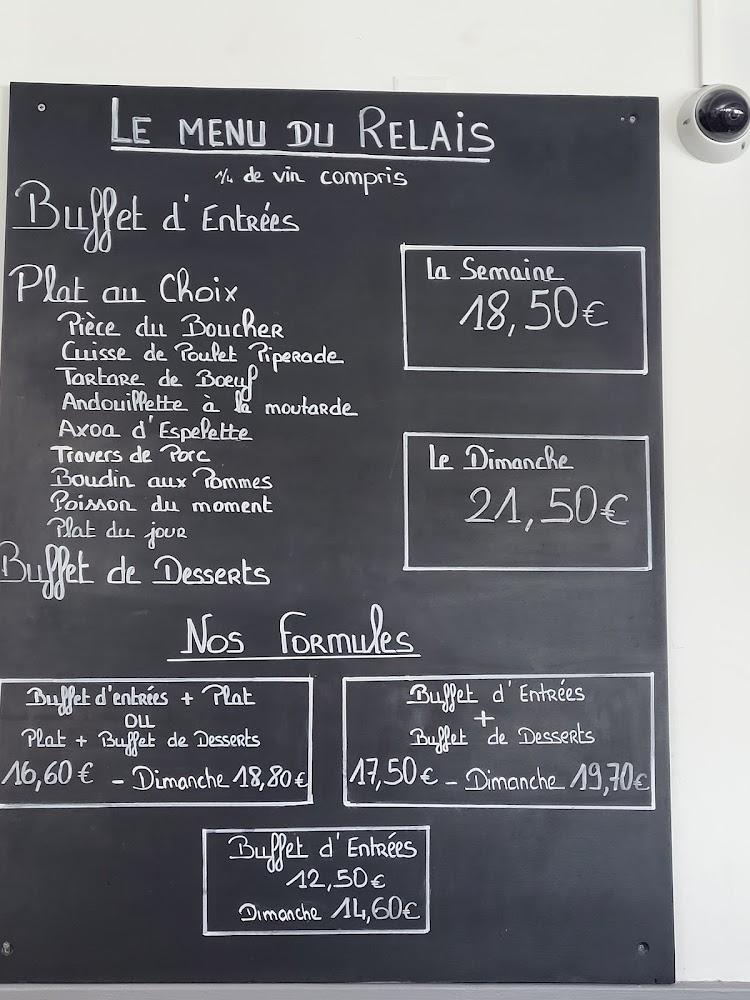 LE MENU DU RELAIS
1/4 de vin compris
Buffet d'Entrées
Plat au Choix
Pièce du Boucher
Cuisse de Poulet Piperade
Tartare de Boeuf
Andouillette à la moutarde
Axoa d'Espelette
Travers de Porc
Boudin aux Pommes
Poisson du moment
Plat du jour
Buffet de Desserts
La Semaine
18,50€
Le Dimanche
21,50€
Nos Formules
Buffet d'entrées + Plat
OU
Plat + Buffet de Desserts
16,60€ - Dimanche 18,80€
Buffet d'Entrées
+
Buffet de Desserts
17,50€ - Dimanche 19,70€
Buffet d'Entrées
12,50€
Dimanche 14,60€